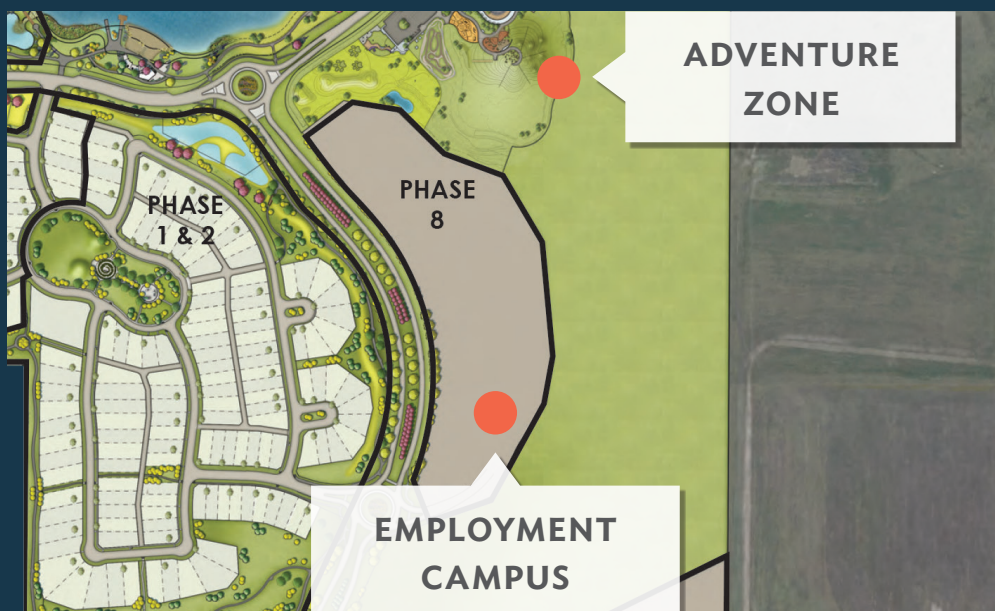 ADVENTURE
ZONE
PHASE
8
PHASE
1 & 2
EMPLOYMENT
CAMPUS